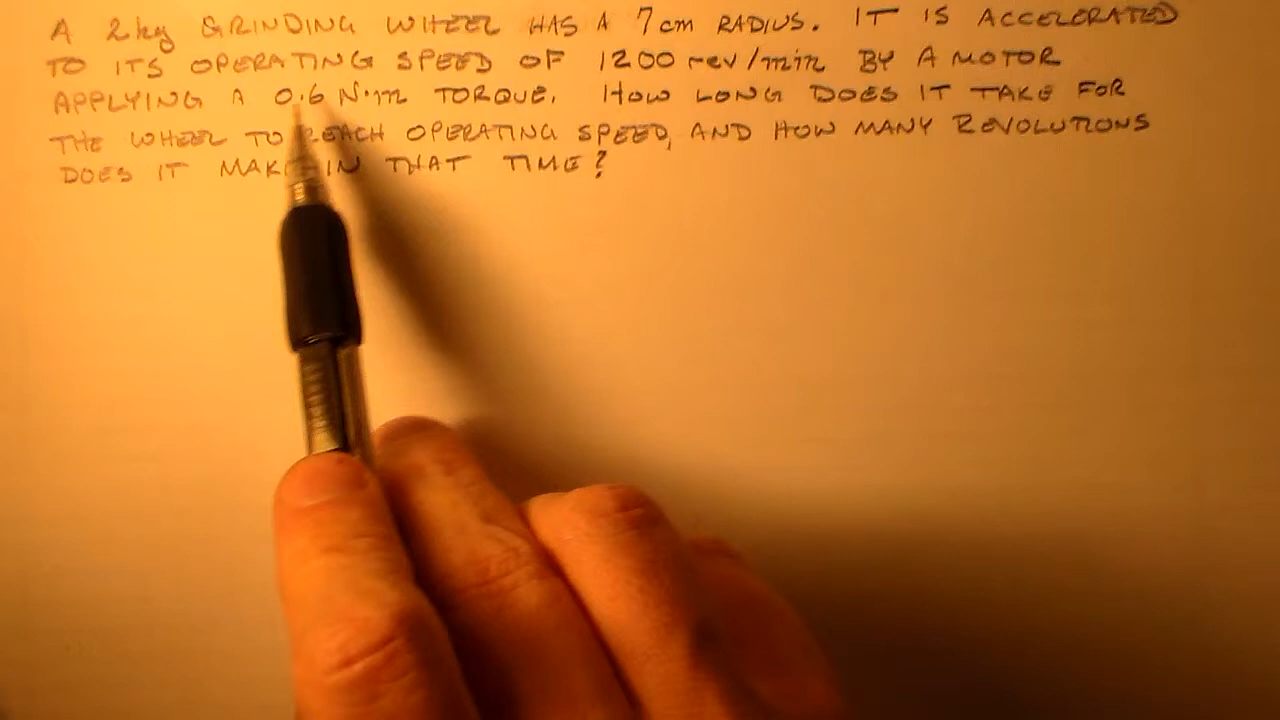 A 2kg GRINDING WHEEL HAS A 7cm RADIUS. IT IS ACCELERATED
TO ITS OPERATING SPEED OF 1200 rev/min BY A MOTOR
APPLYING A 0.6 N·m TORQUE. HOW LONG DOES IT TAKE FOR
THE WHEEL TO REACH OPERATING SPEED, AND HOW MANY REVOLUTIONS
DOES IT MAKE IN THAT TIME?